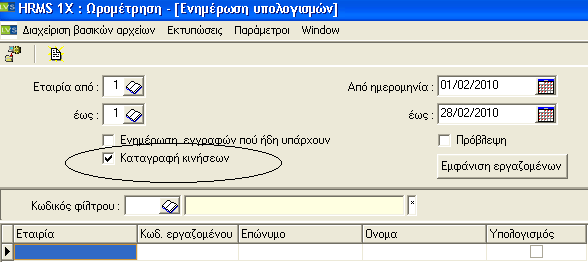 LVS HRMS 1X : Ωρομέτρηση - [Ενημέρωση υπολογισμών]
LVS Διαχείριση βασικών αρχείων Εκτυπώσεις Παράμετροι Window
Εταιρία από : 1 Από ημερομηνία : 01/02/2010
έως : 1 έως : 28/02/2010
Ενημέρωση εγγραφών πού ήδη υπάρχουν Πρόβλεψη
Καταγραφή κινήσεων
Εμφάνιση εργαζομένων
Κωδικός φίλτρου : *
Εταιρία Κωδ. εργαζομένου Επώνυμο Ονομα Υπολογισμός